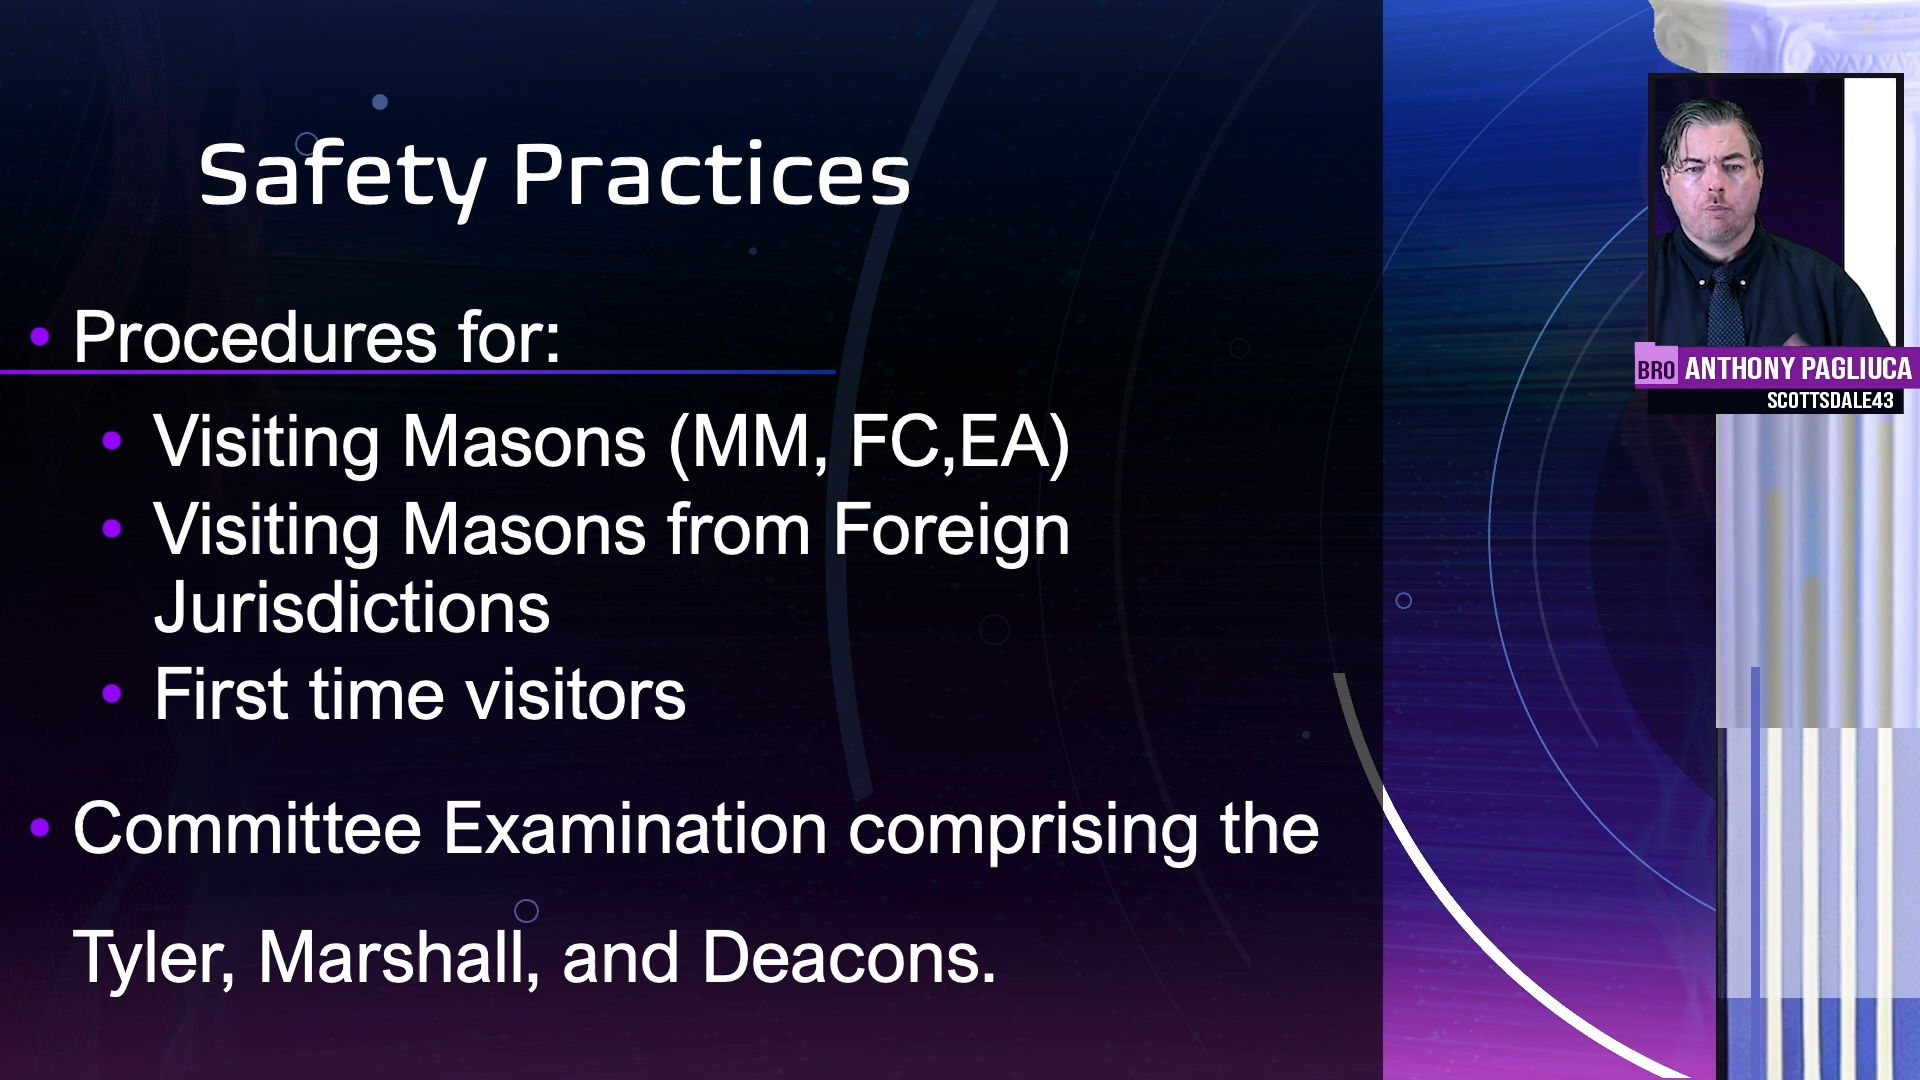 Safety Practices
• Procedures for:
• Visiting Masons (MM, FC,EA)
• Visiting Masons from Foreign
Jurisdictions
• First time visitors
• Committee Examination comprising the
Tyler, Marshall, and Deacons.
BRO ANTHONY PAGLIUCA
SCOTTSDALE43